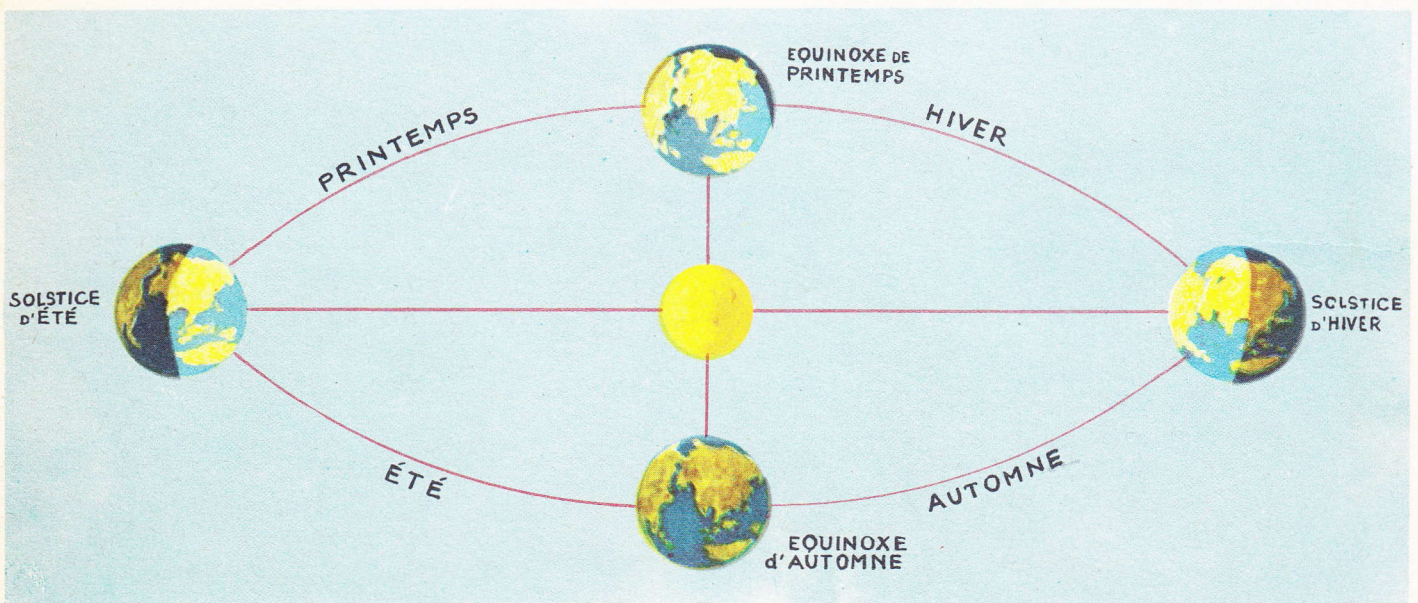 EQUINOXE DE
PRINTEMPS
PRINTEMPS
HIVER
SOLSTICE
D'ÉTÉ
SOLSTICE
D'HIVER
ÉTÉ
AUTOMNE
EQUINOXE
d'AUTOMNE